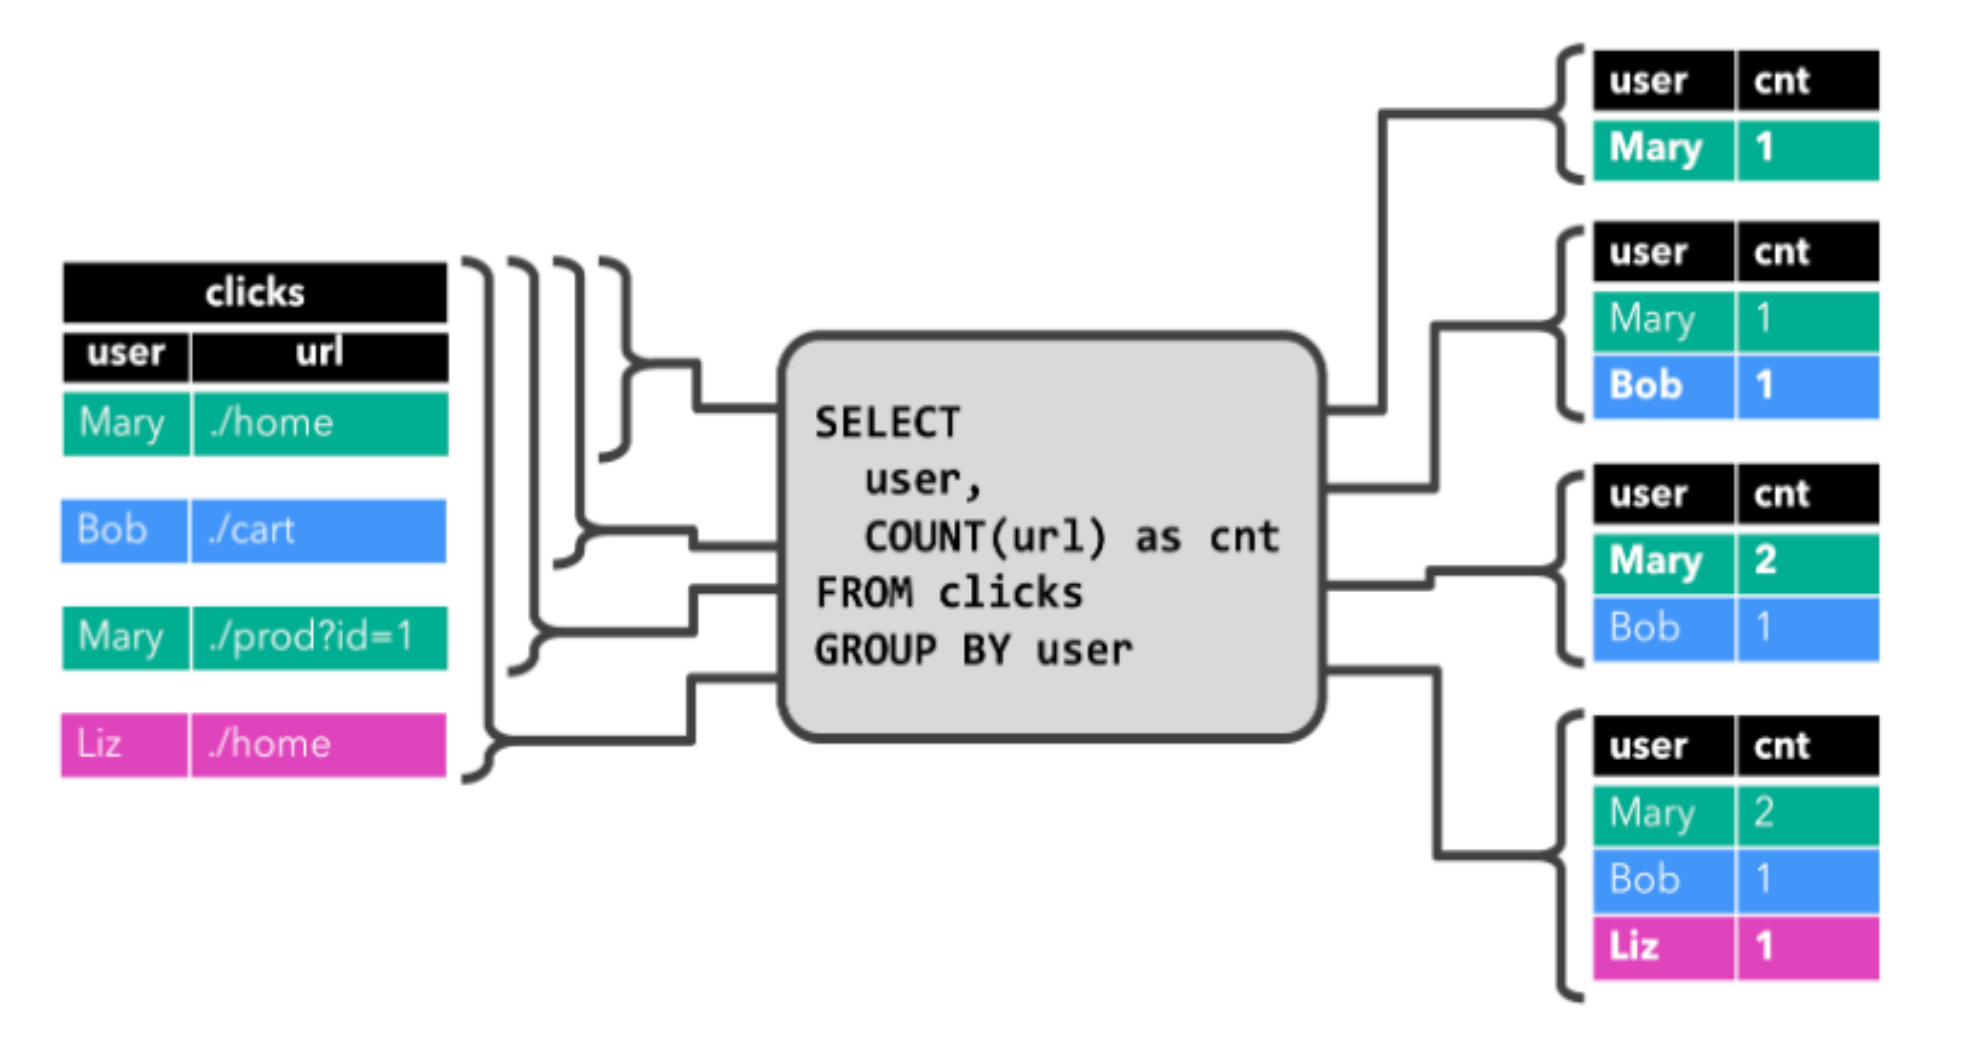 clicks
user url
Mary ./home
Bob ./cart
Mary ./prod?id=1
Liz ./home
SELECT
user,
COUNT(url) as cnt
FROM clicks
GROUP BY user
user cnt
Mary 1
user cnt
Mary 1
Bob 1
user cnt
Mary 2
Bob 1
user cnt
Mary 2
Bob 1
Liz 1